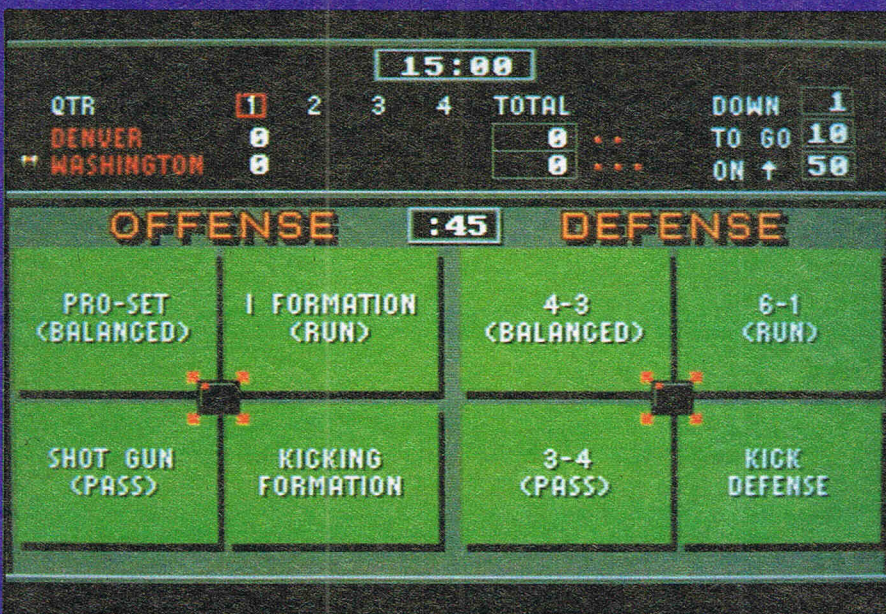 15:00
QTR 1 2 3 4 TOTAL DOWN 1
DENVER 0 0 TO GO 10
WASHINGTON 0 0 ON ↑ 50
OFFENSE :45 DEFENSE
PRO-SET I FORMATION 4-3 6-1
(BALANCED) (RUN) (BALANCED) (RUN)
SHOT GUN KICKING 3-4 KICK
(PASS) FORMATION (PASS) DEFENSE